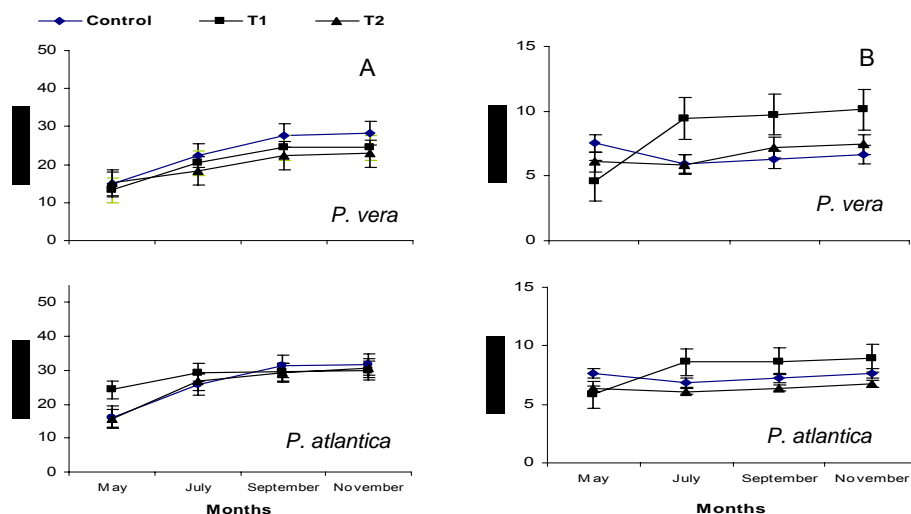 Control T1 T2
50
40
30
20
10
0
A
P. vera
15
10
5
0
B
P. vera
50
40
30
20
10
0
P. atlantica
May July September November
Months
15
10
5
0
P. atlantica
May July September November
Months